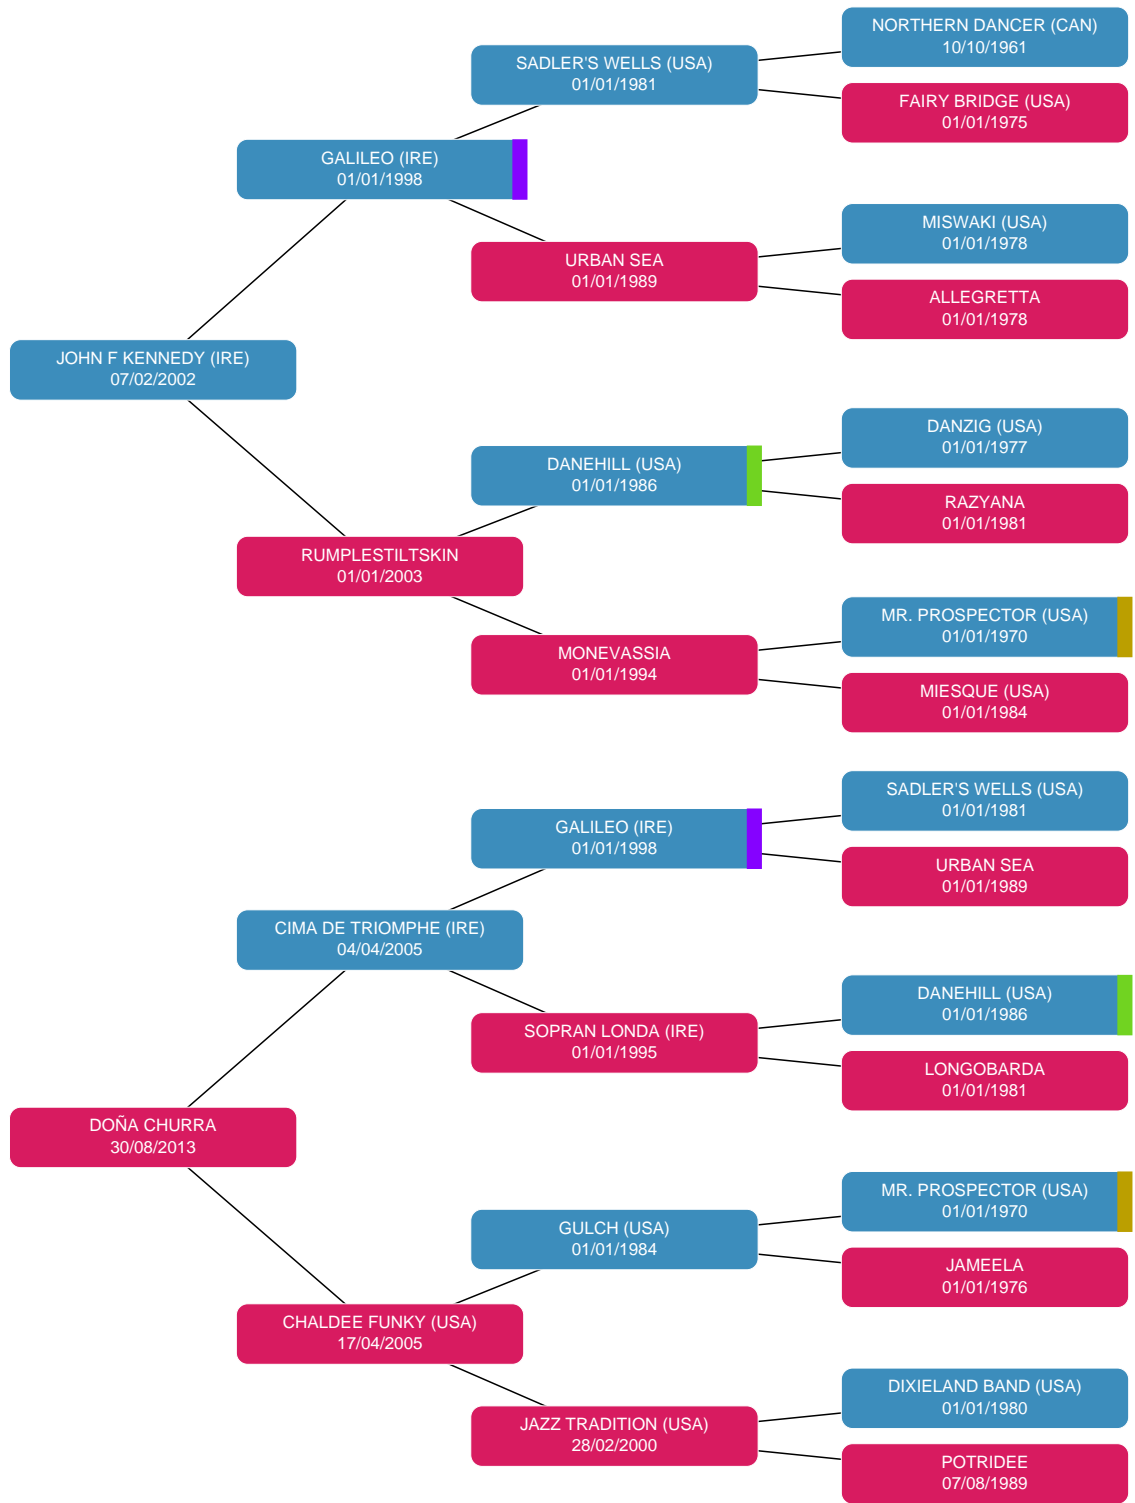 NORTHERN DANCER (CAN)
10/10/1961
SADLER'S WELLS (USA)
01/01/1981
FAIRY BRIDGE (USA)
01/01/1975
GALILEO (IRE)
01/01/1998
MISWAKI (USA)
01/01/1978
URBAN SEA
01/01/1989
ALLEGRETTA
01/01/1978
JOHN F KENNEDY (IRE)
07/02/2002
DANZIG (USA)
01/01/1977
DANEHILL (USA)
01/01/1986
RAZYANA
01/01/1981
RUMPLESTILTSKIN
01/01/2003
MR. PROSPECTOR (USA)
01/01/1970
MONEVASSIA
01/01/1994
MIESQUE (USA)
01/01/1984
SADLER'S WELLS (USA)
01/01/1981
GALILEO (IRE)
01/01/1998
URBAN SEA
01/01/1989
CIMA DE TRIOMPHE (IRE)
04/04/2005
DANEHILL (USA)
01/01/1986
SOPRAN LONDA (IRE)
01/01/1995
LONGOBARDA
01/01/1981
DOÑA CHURRA
30/08/2013
MR. PROSPECTOR (USA)
01/01/1970
GULCH (USA)
01/01/1984
JAMEELA
01/01/1976
CHALDEE FUNKY (USA)
17/04/2005
DIXIELAND BAND (USA)
01/01/1980
JAZZ TRADITION (USA)
28/02/2000
POTRIDEE
07/08/1989